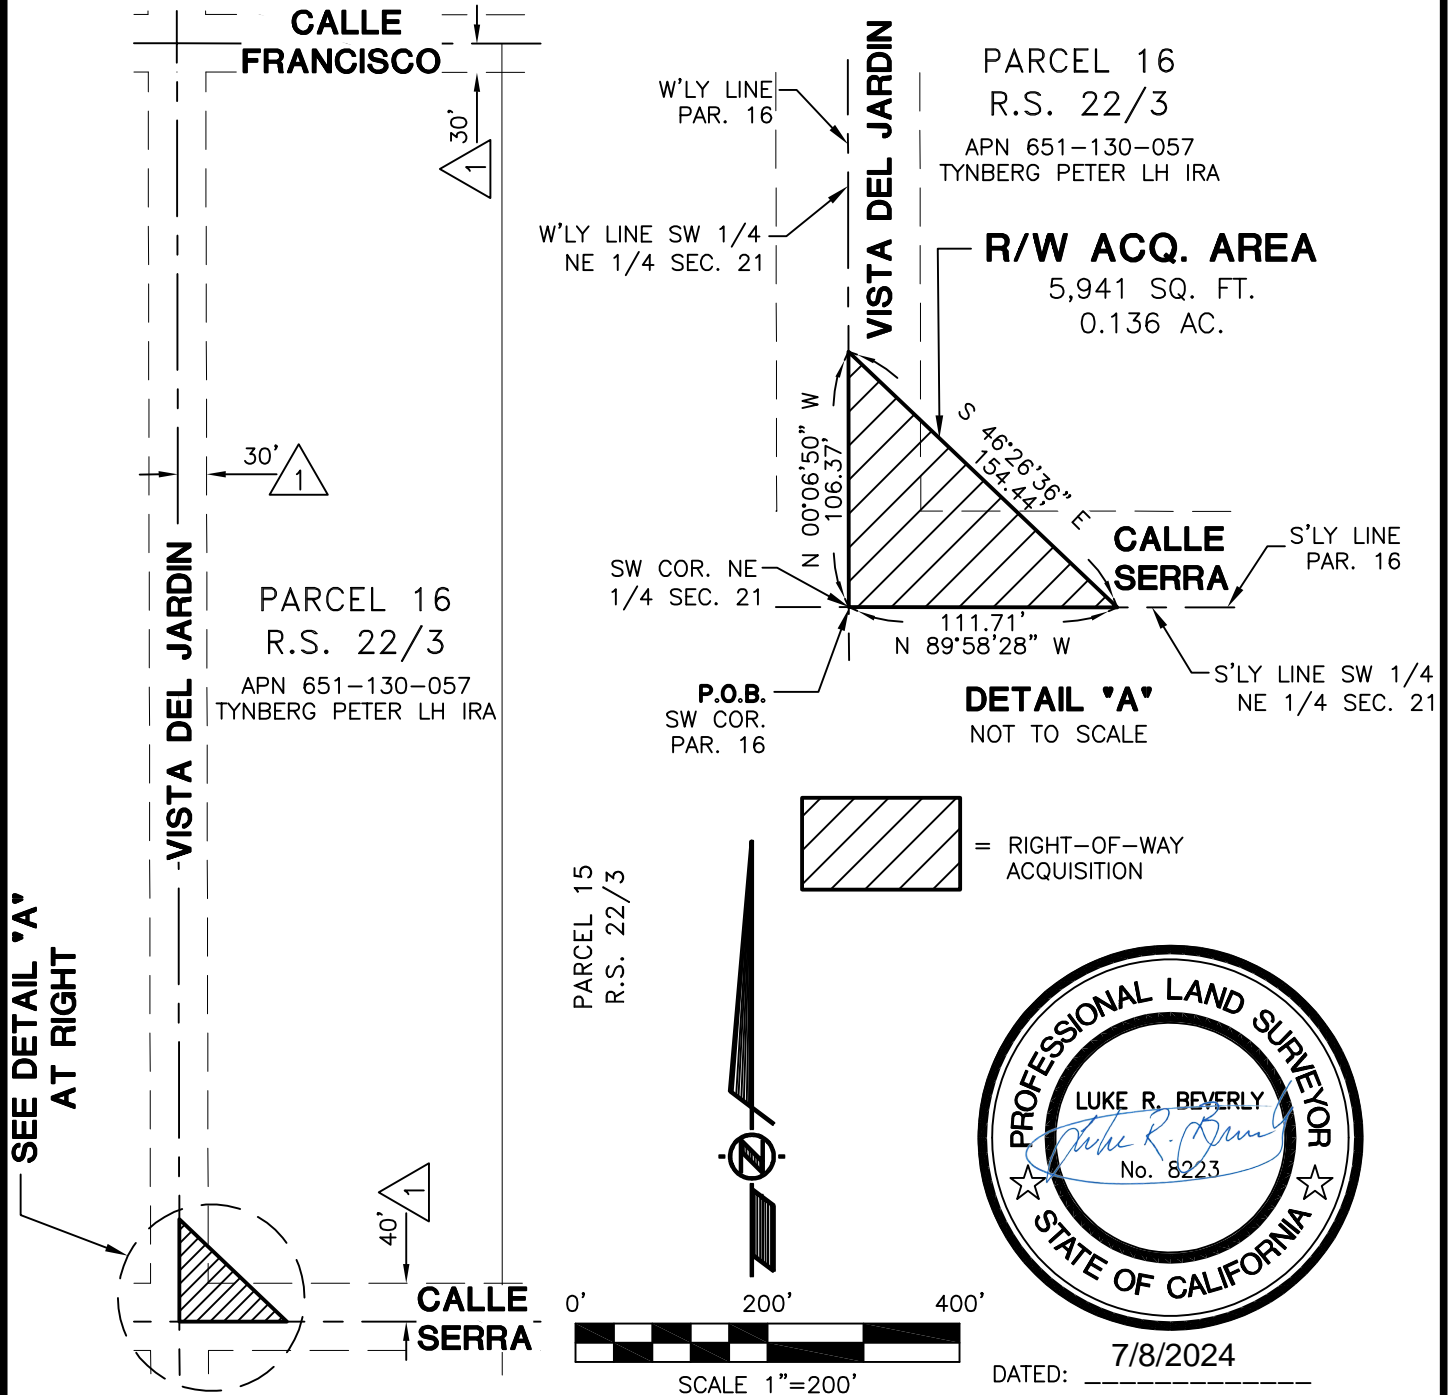 CALLE
FRANCISCO
30'
1
30'
1
VISTA DEL JARDIN
PARCEL 16
R.S. 22/3
APN 651-130-057
TYNBERG PETER LH IRA
SEE DETAIL "A"
AT RIGHT
40'
1
CALLE
SERRA
W'LY LINE
PAR. 16
W'LY LINE SW 1/4
NE 1/4 SEC. 21
VISTA DEL JARDIN
PARCEL 16
R.S. 22/3
APN 651-130-057
TYNBERG PETER LH IRA
R/W ACQ. AREA
5,941 SQ. FT.
0.136 AC.
N 00°06'50" W
106.37'
S 46°26'36" E
154.44'
CALLE
SERRA
S'LY LINE
PAR. 16
SW COR. NE
1/4 SEC. 21
111.71'
N 89°58'28" W
S'LY LINE SW 1/4
NE 1/4 SEC. 21
P.O.B.
SW COR.
PAR. 16
DETAIL "A"
NOT TO SCALE
= RIGHT-OF-WAY
ACQUISITION
PARCEL 15
R.S. 22/3
N
0' 200' 400'
SCALE 1"=200'
PROFESSIONAL LAND SURVEYOR
LUKE R. BEVERLY
No. 8223
STATE OF CALIFORNIA
DATED: 7/8/2024